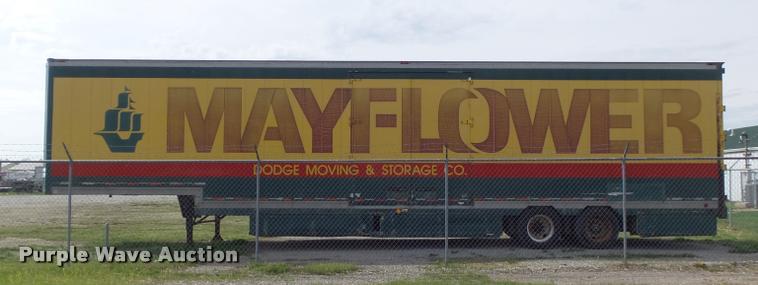 MAYFLOWER
DODGE MOVING & STORAGE CO.
Purple Wave Auction